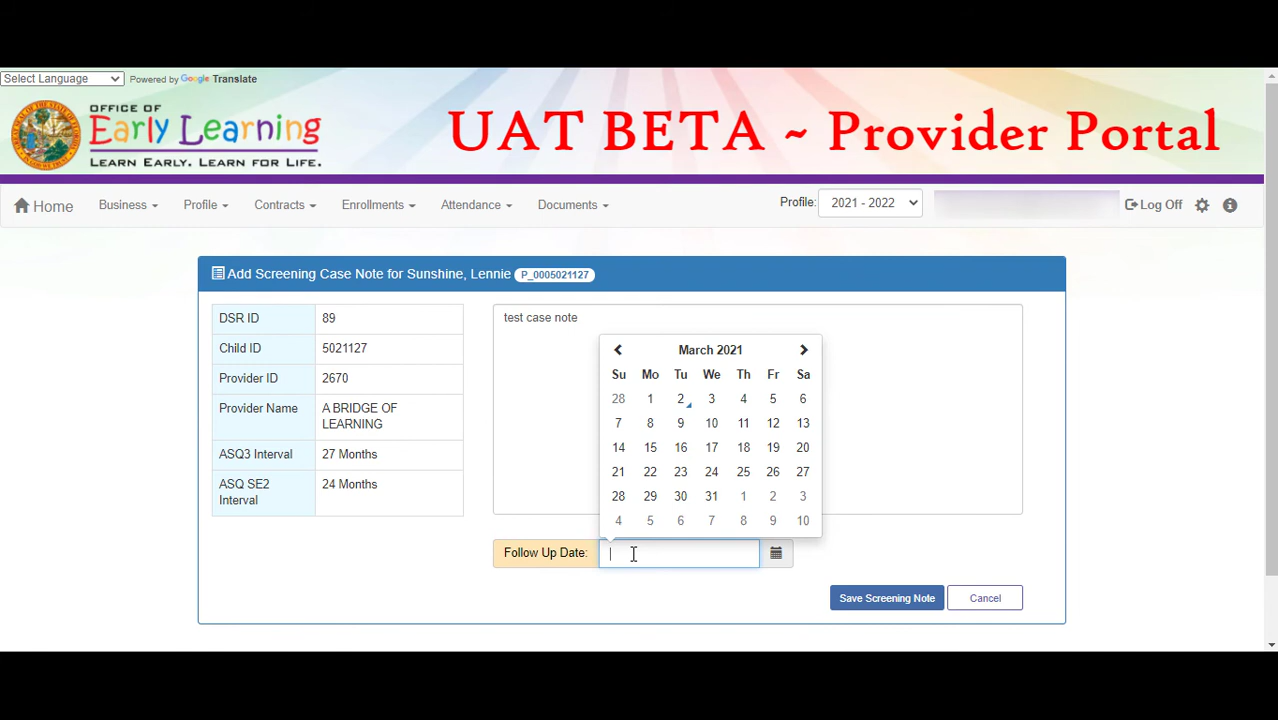 Select Language
Powered by Google Translate
OFFICE OF
Early Learning
LEARN EARLY. LEARN FOR LIFE.
UAT BETA ~ Provider Portal
Home
Business
Profile
Contracts
Enrollments
Attendance
Documents
Profile:
2021 - 2022
Log Off
Add Screening Case Note for Sunshine, Lennie P_0005021127
DSR ID 89
Child ID 5021127
Provider ID 2670
Provider Name A BRIDGE OF
LEARNING
ASQ3 Interval 27 Months
ASQ SE2 24 Months
Interval
test case note
March 2021
Su Mo Tu We Th Fr Sa
28 1 2 3 4 5 6
7 8 9 10 11 12 13
14 15 16 17 18 19 20
21 22 23 24 25 26 27
28 29 30 31 1 2 3
4 5 6 7 8 9 10
Follow Up Date:
Save Screening Note
Cancel